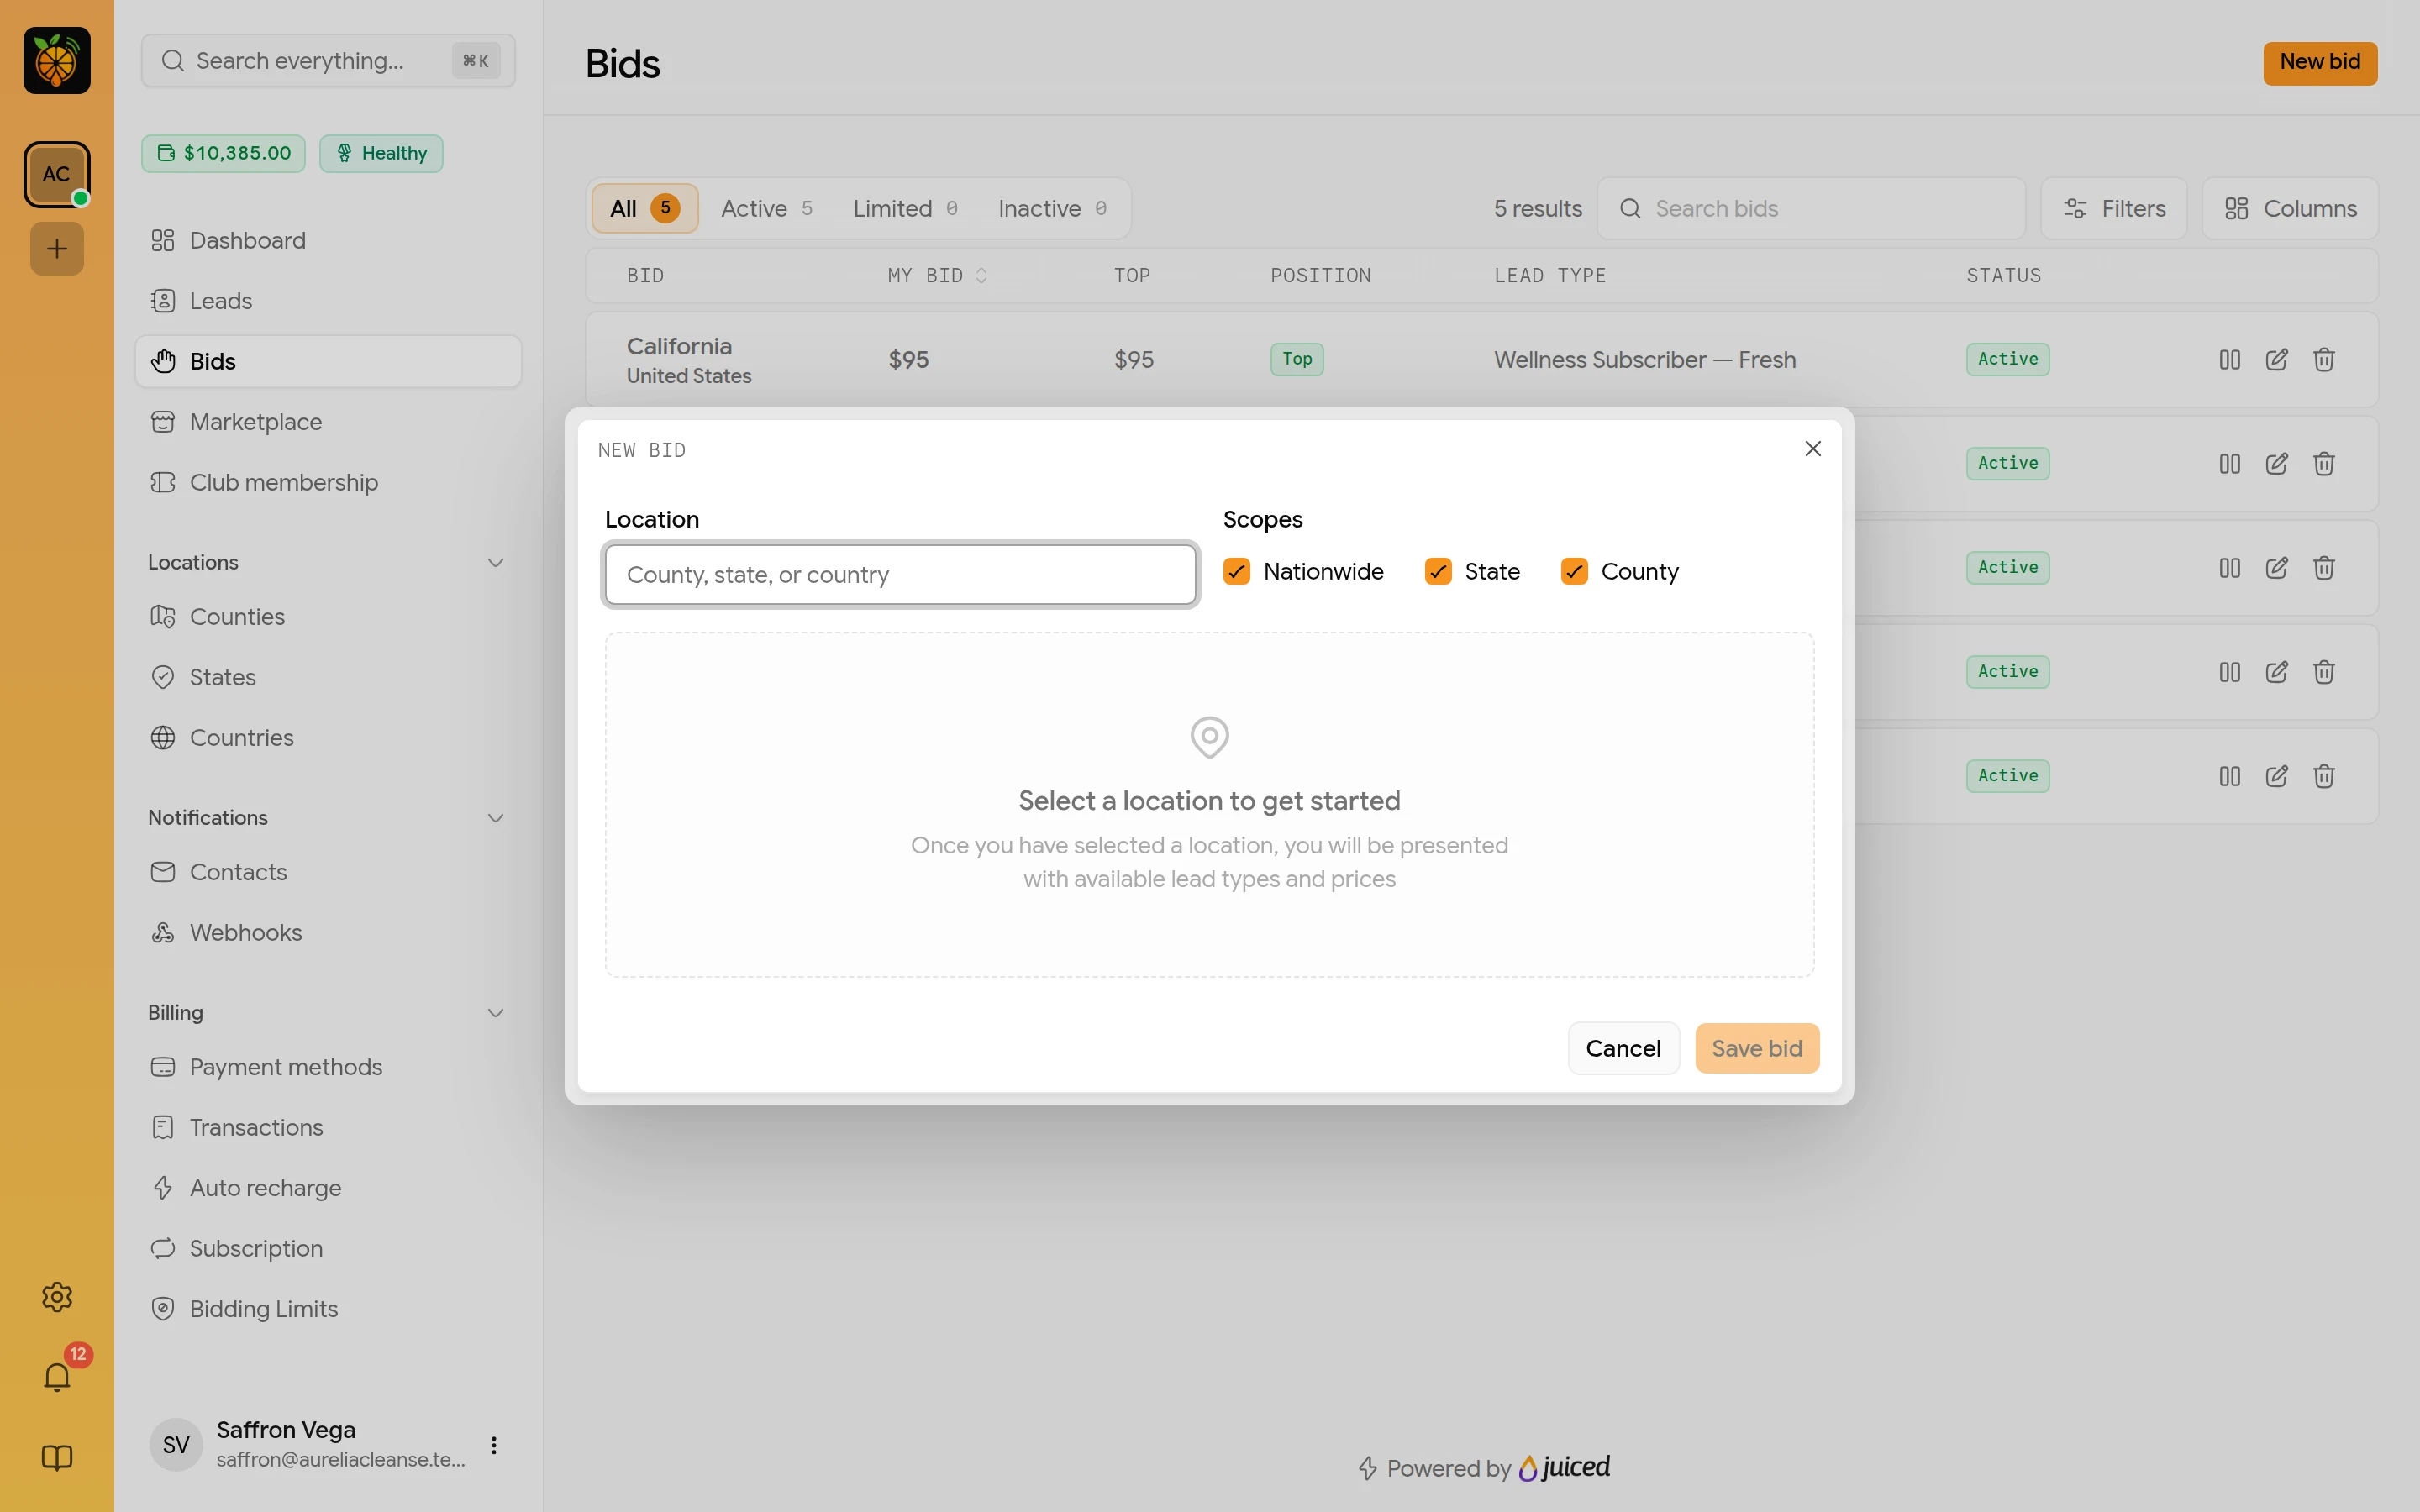 Search everything...
⌘K
$10,385.00
Healthy
AC
Dashboard
Leads
Bids
Marketplace
Club membership
Locations
Counties
States
Countries
Notifications
Contacts
Webhooks
Billing
Payment methods
Transactions
Auto recharge
Subscription
Bidding Limits
12
SV
Saffron Vega
saffron@aureliacleanse.te...
Bids
New bid
All 5
Active 5
Limited 0
Inactive 0
5 results
Search bids
Filters
Columns
BID
MY BID
TOP
POSITION
LEAD TYPE
STATUS
California
United States
$95
$95
Top
Wellness Subscriber — Fresh
Active
Active
Active
Active
Active
NEW BID
Location
County, state, or country
Scopes
Nationwide
State
County
Select a location to get started
Once you have selected a location, you will be presented
with available lead types and prices
Cancel
Save bid
Powered by juiced